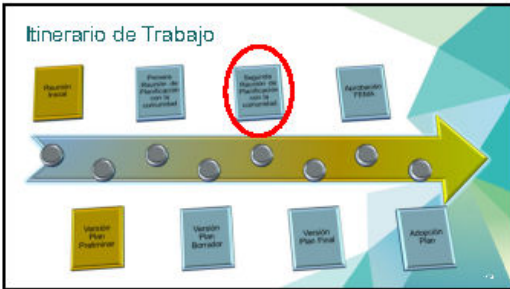 Itinerario de Trabajo
Reunión
Inicial
Primera
Reunión de
Planificación
con la
comunidad
Segunda
Reunión de
Planificación
con la
comunidad
Aprobación
FEMA
Versión
Plan
Preliminar
Versión
Plan
Borrador
Versión
Plan Final
Adopción
Plan